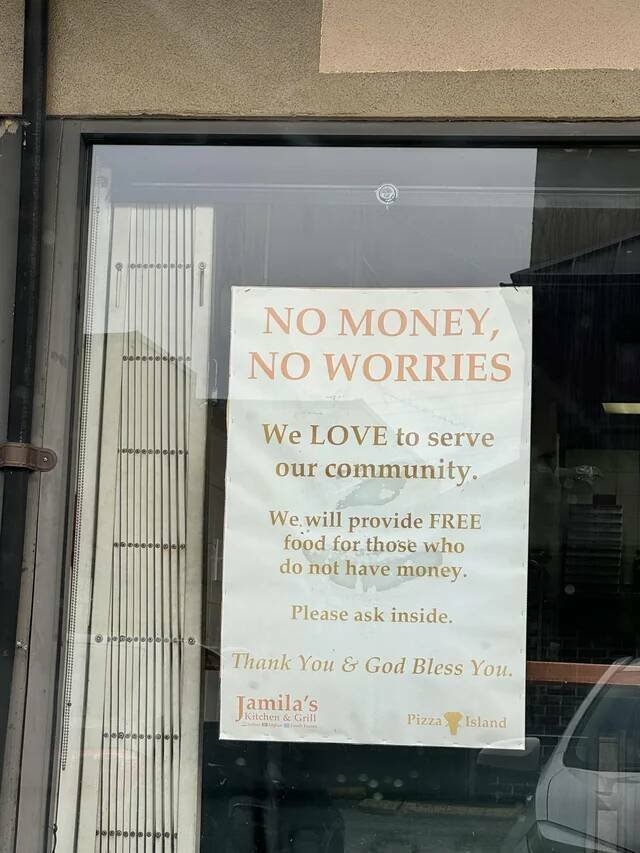 NO MONEY,
NO WORRIES
We LOVE to serve
our community.
We will provide FREE
food for those who
do not have money.
Please ask inside.
Thank You & God Bless You.
Jamila's
Kitchen & Grill
Pizza Island